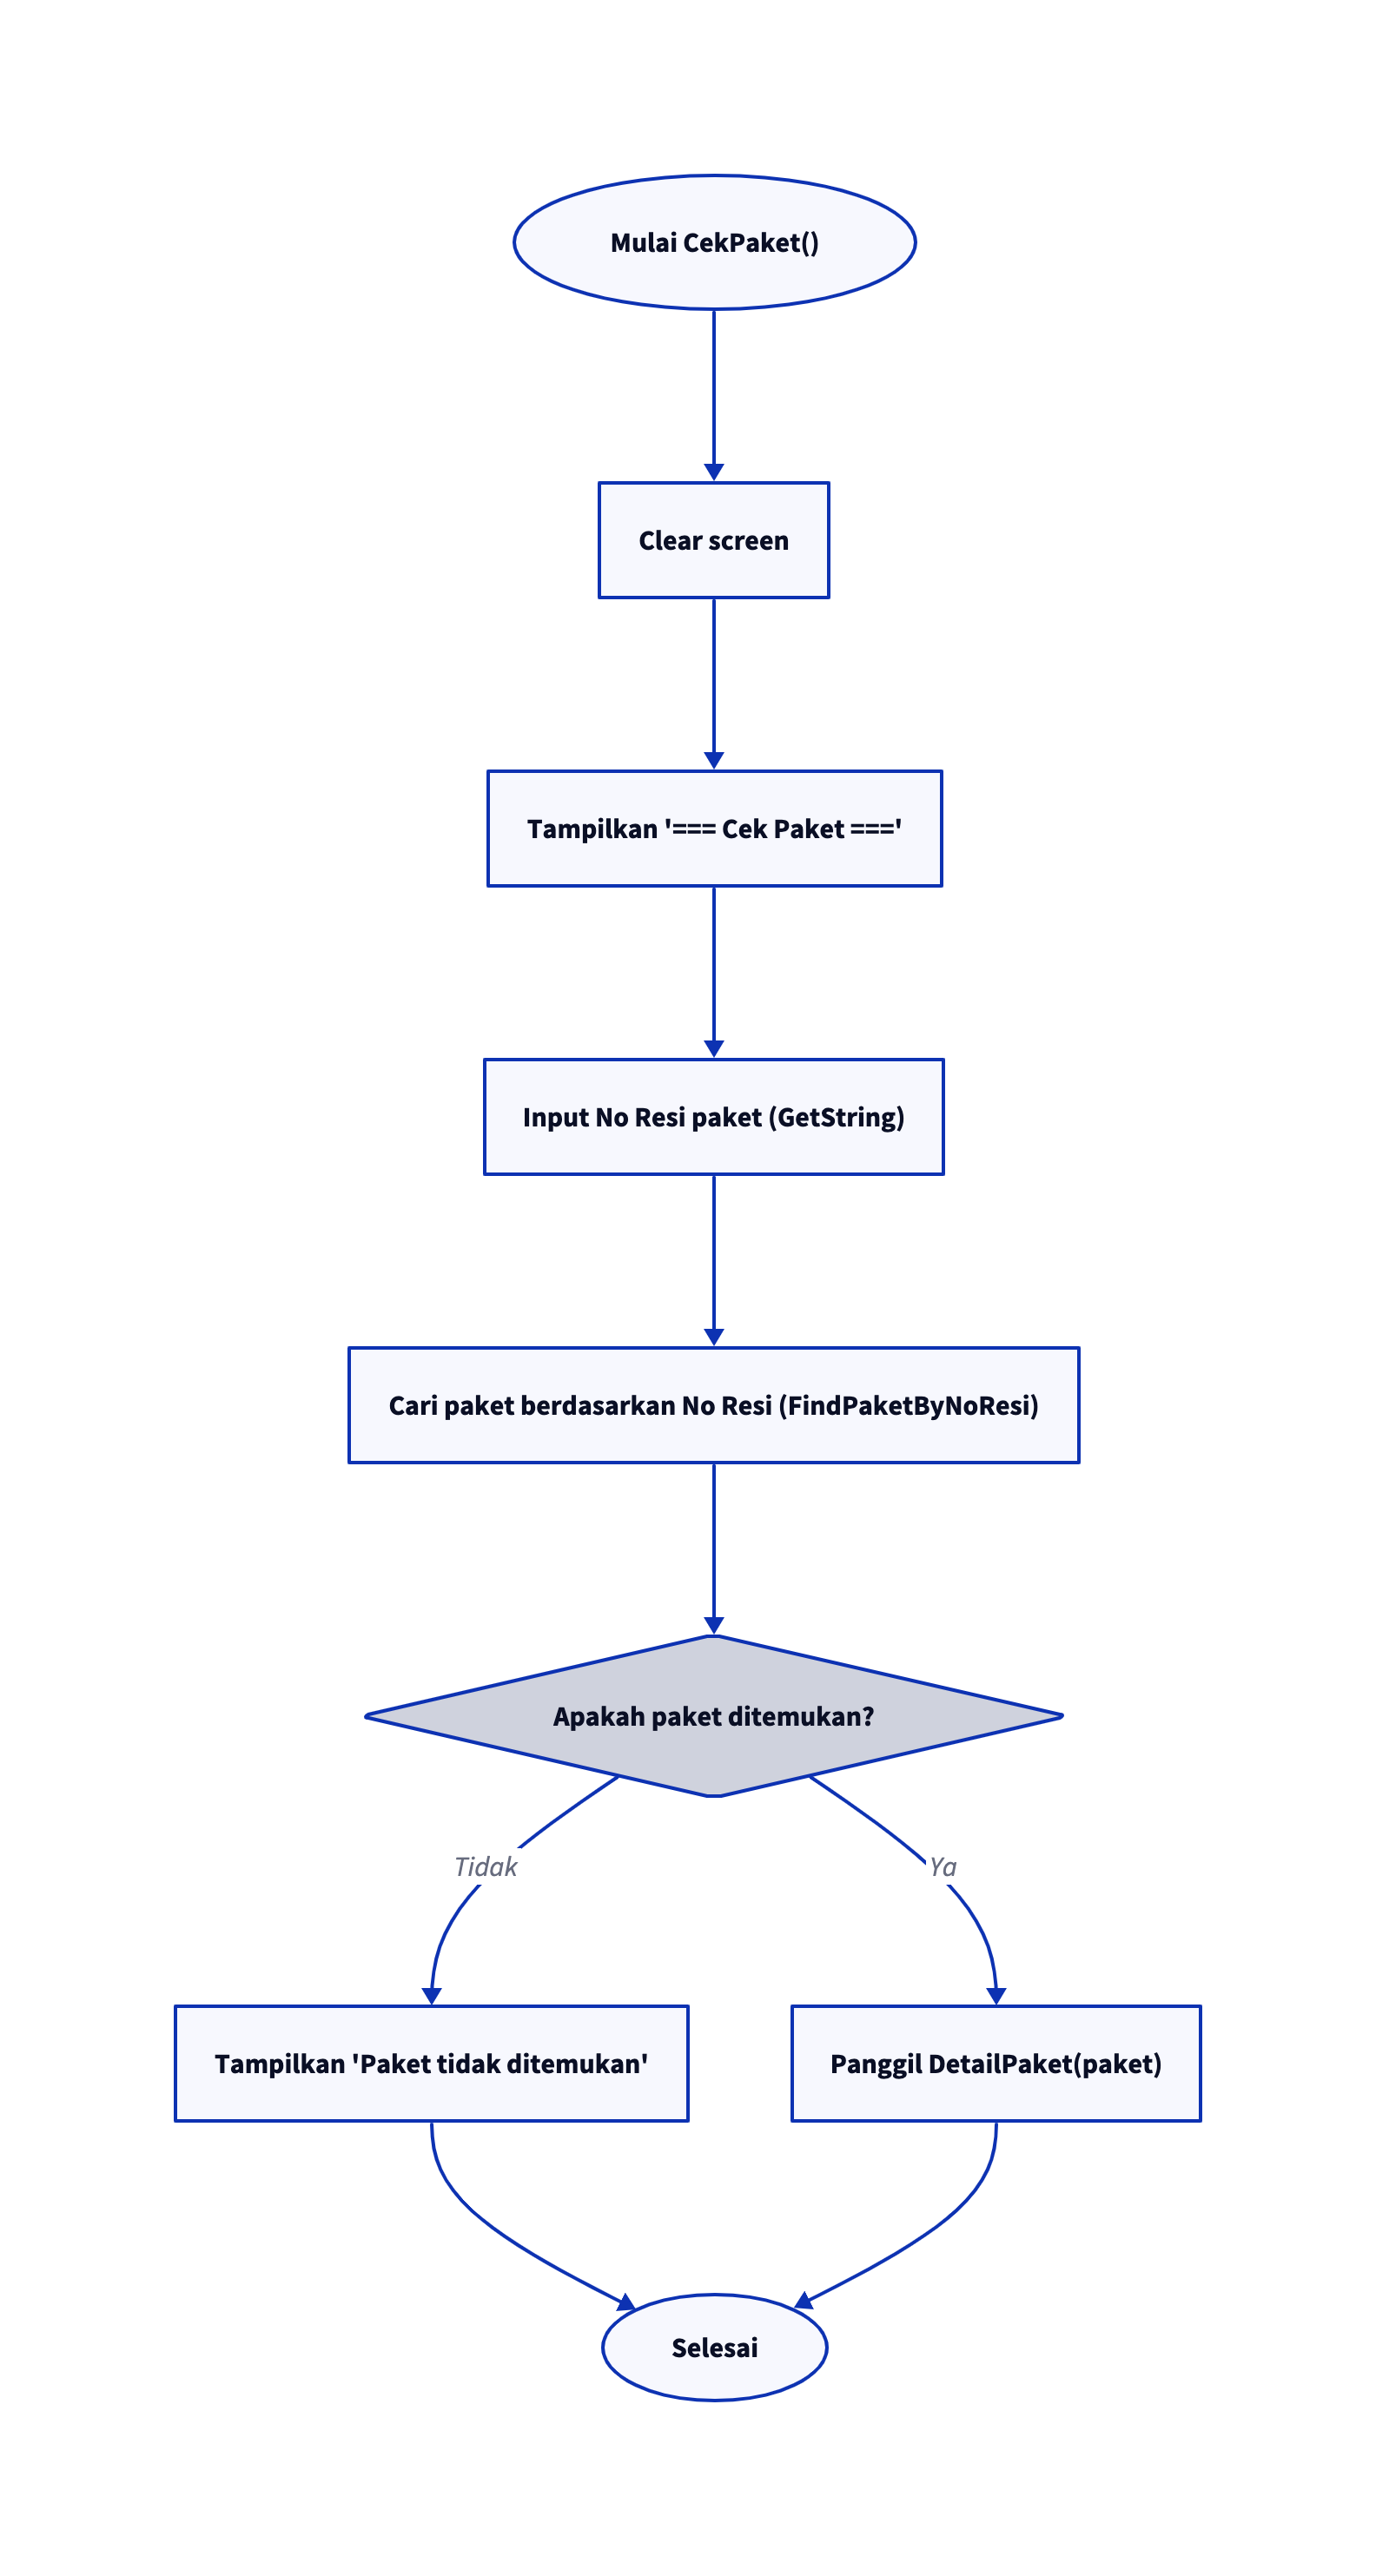 Mulai CekPaket()
Clear screen
Tampilkan '=== Cek Paket ==='
Input No Resi paket (GetString)
Cari paket berdasarkan No Resi (FindPaketByNoResi)
Apakah paket ditemukan?
Tidak
Ya
Tampilkan 'Paket tidak ditemukan'
Panggil DetailPaket(paket)
Selesai